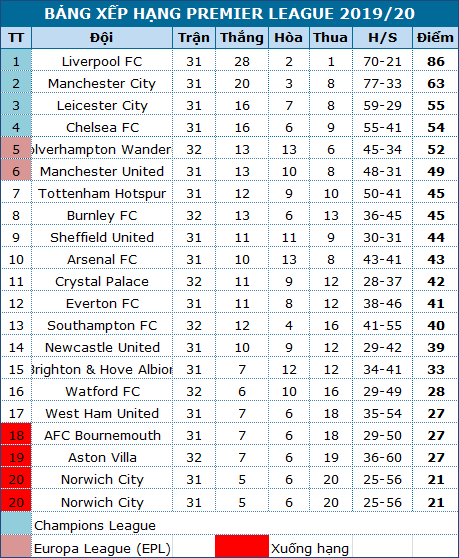 BẢNG XẾP HẠNG PREMIER LEAGUE 2019/20
TT Đội Trận Thắng Hòa Thua H/S Điểm
1 Liverpool FC 31 28 2 1 70-21 86
2 Manchester City 31 20 3 8 77-33 63
3 Leicester City 31 16 7 8 59-29 55
4 Chelsea FC 31 16 6 9 55-41 54
5 olverhampton Wander 32 13 13 6 45-34 52
6 Manchester United 31 13 10 8 48-31 49
7 Tottenham Hotspur 31 12 9 10 50-41 45
8 Burnley FC 32 13 6 13 36-45 45
9 Sheffield United 31 11 11 9 30-31 44
10 Arsenal FC 31 10 13 8 43-41 43
11 Crystal Palace 32 11 9 12 28-37 42
12 Everton FC 31 11 8 12 38-46 41
13 Southampton FC 32 12 4 16 41-55 40
14 Newcastle United 31 10 9 12 29-42 39
15 Brighton & Hove Albion 31 7 12 12 34-41 33
16 Watford FC 32 6 10 16 29-49 28
17 West Ham United 31 7 6 18 35-54 27
18 AFC Bournemouth 31 7 6 18 29-50 27
19 Aston Villa 32 7 6 19 36-60 27
20 Norwich City 31 5 6 20 25-56 21
20 Norwich City 31 5 6 20 25-56 21
Champions League
Europa League (EPL) Xuống hạng